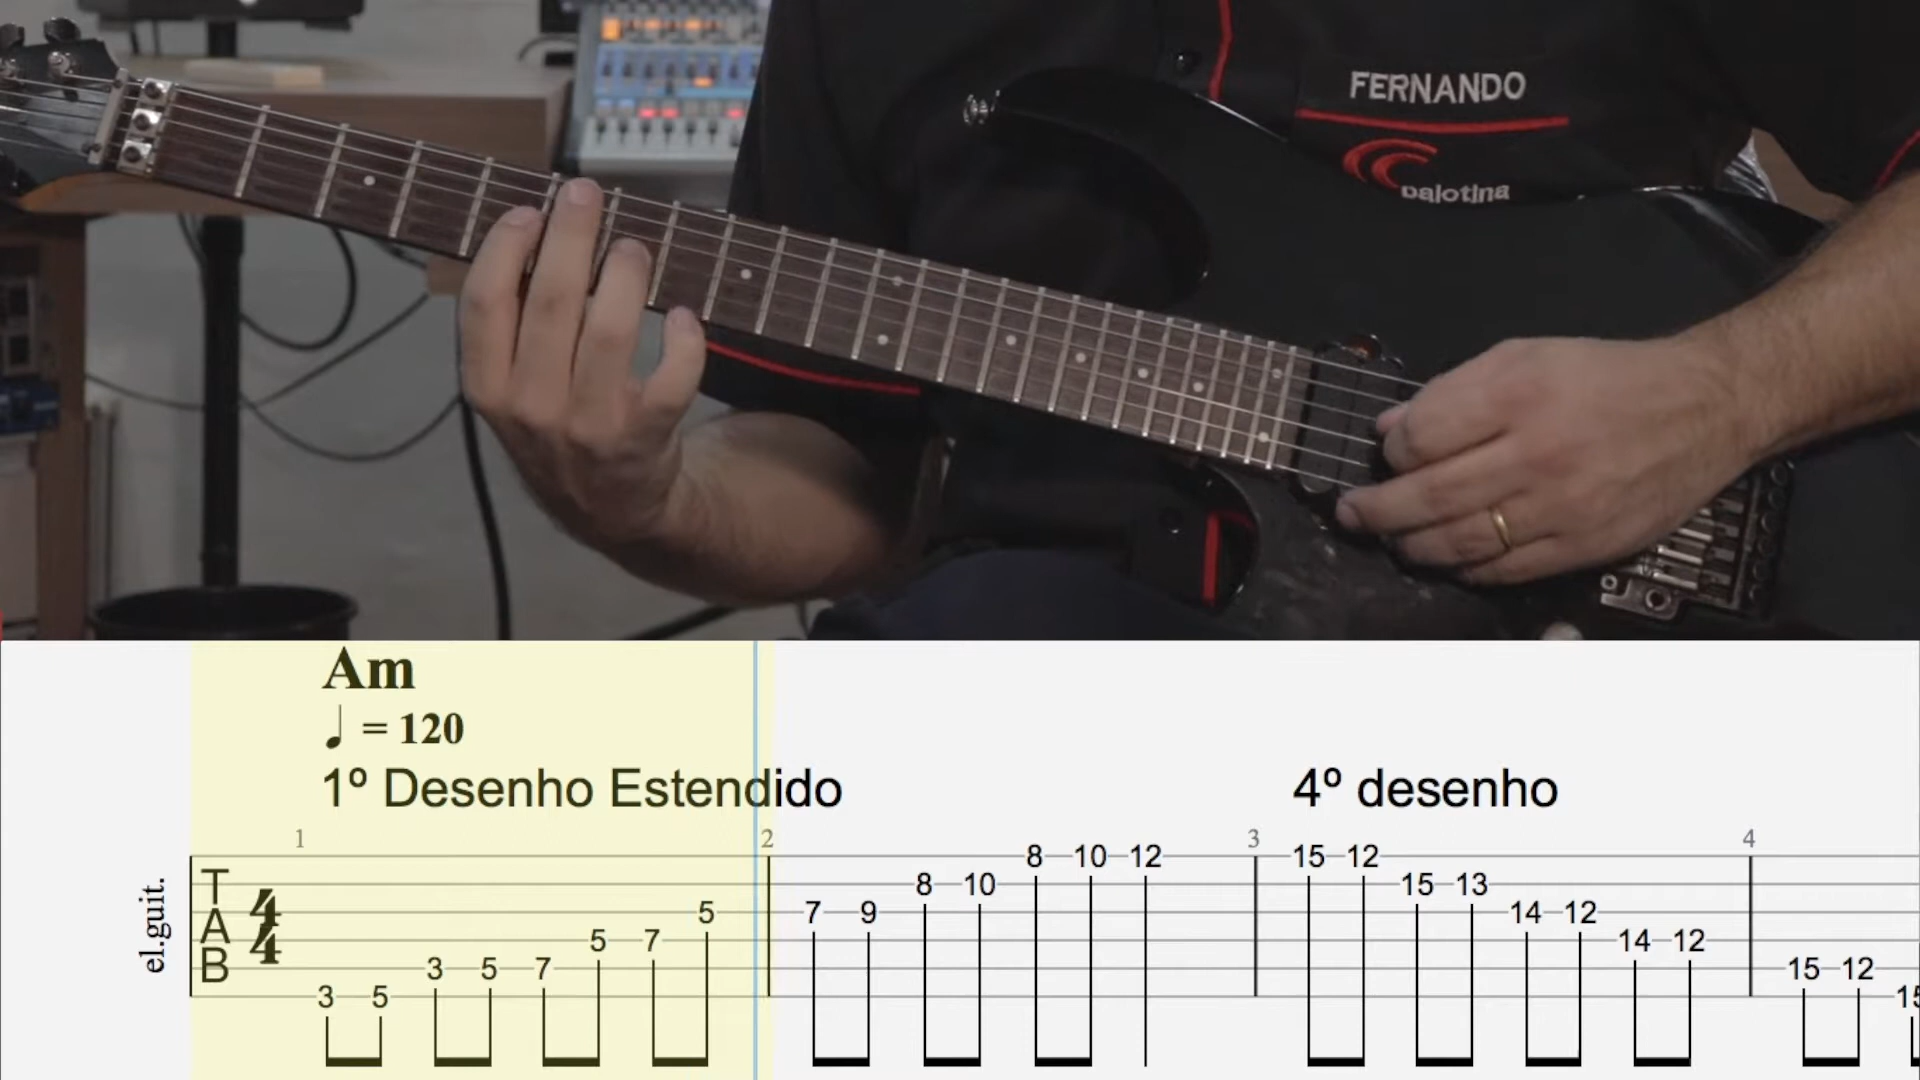 FERNANDO
palotina
Am
♩ = 120
1º Desenho Estendido
4º desenho
1 2 3 4
el.guit.
T
A
B
4
4
8 10 12 15 12
8 10 15 13
5 7 9 14 12
5 7 14 12
3 5 7 15 12
3 5 15